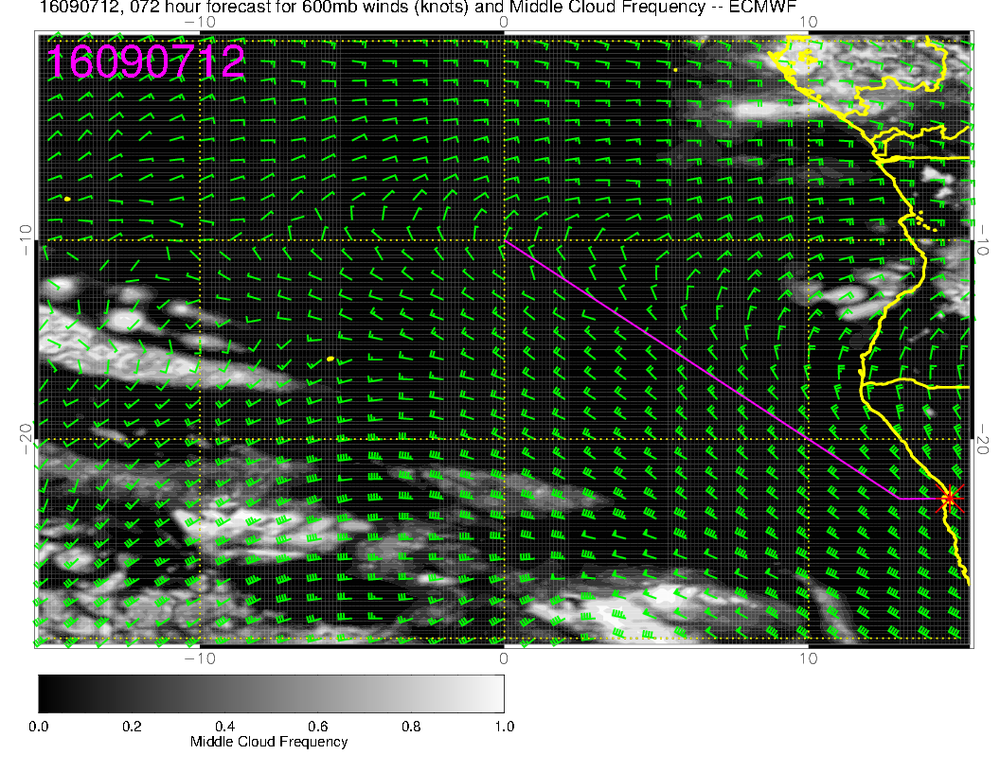 16090712, 072 hour forecast for 600mb winds (knots) and Middle Cloud Frequency -- ECMWF
−10 0 10
16090712
−10 −10
−20 −20
−10 0 10
0.0 0.2 0.4 0.6 0.8 1.0
Middle Cloud Frequency